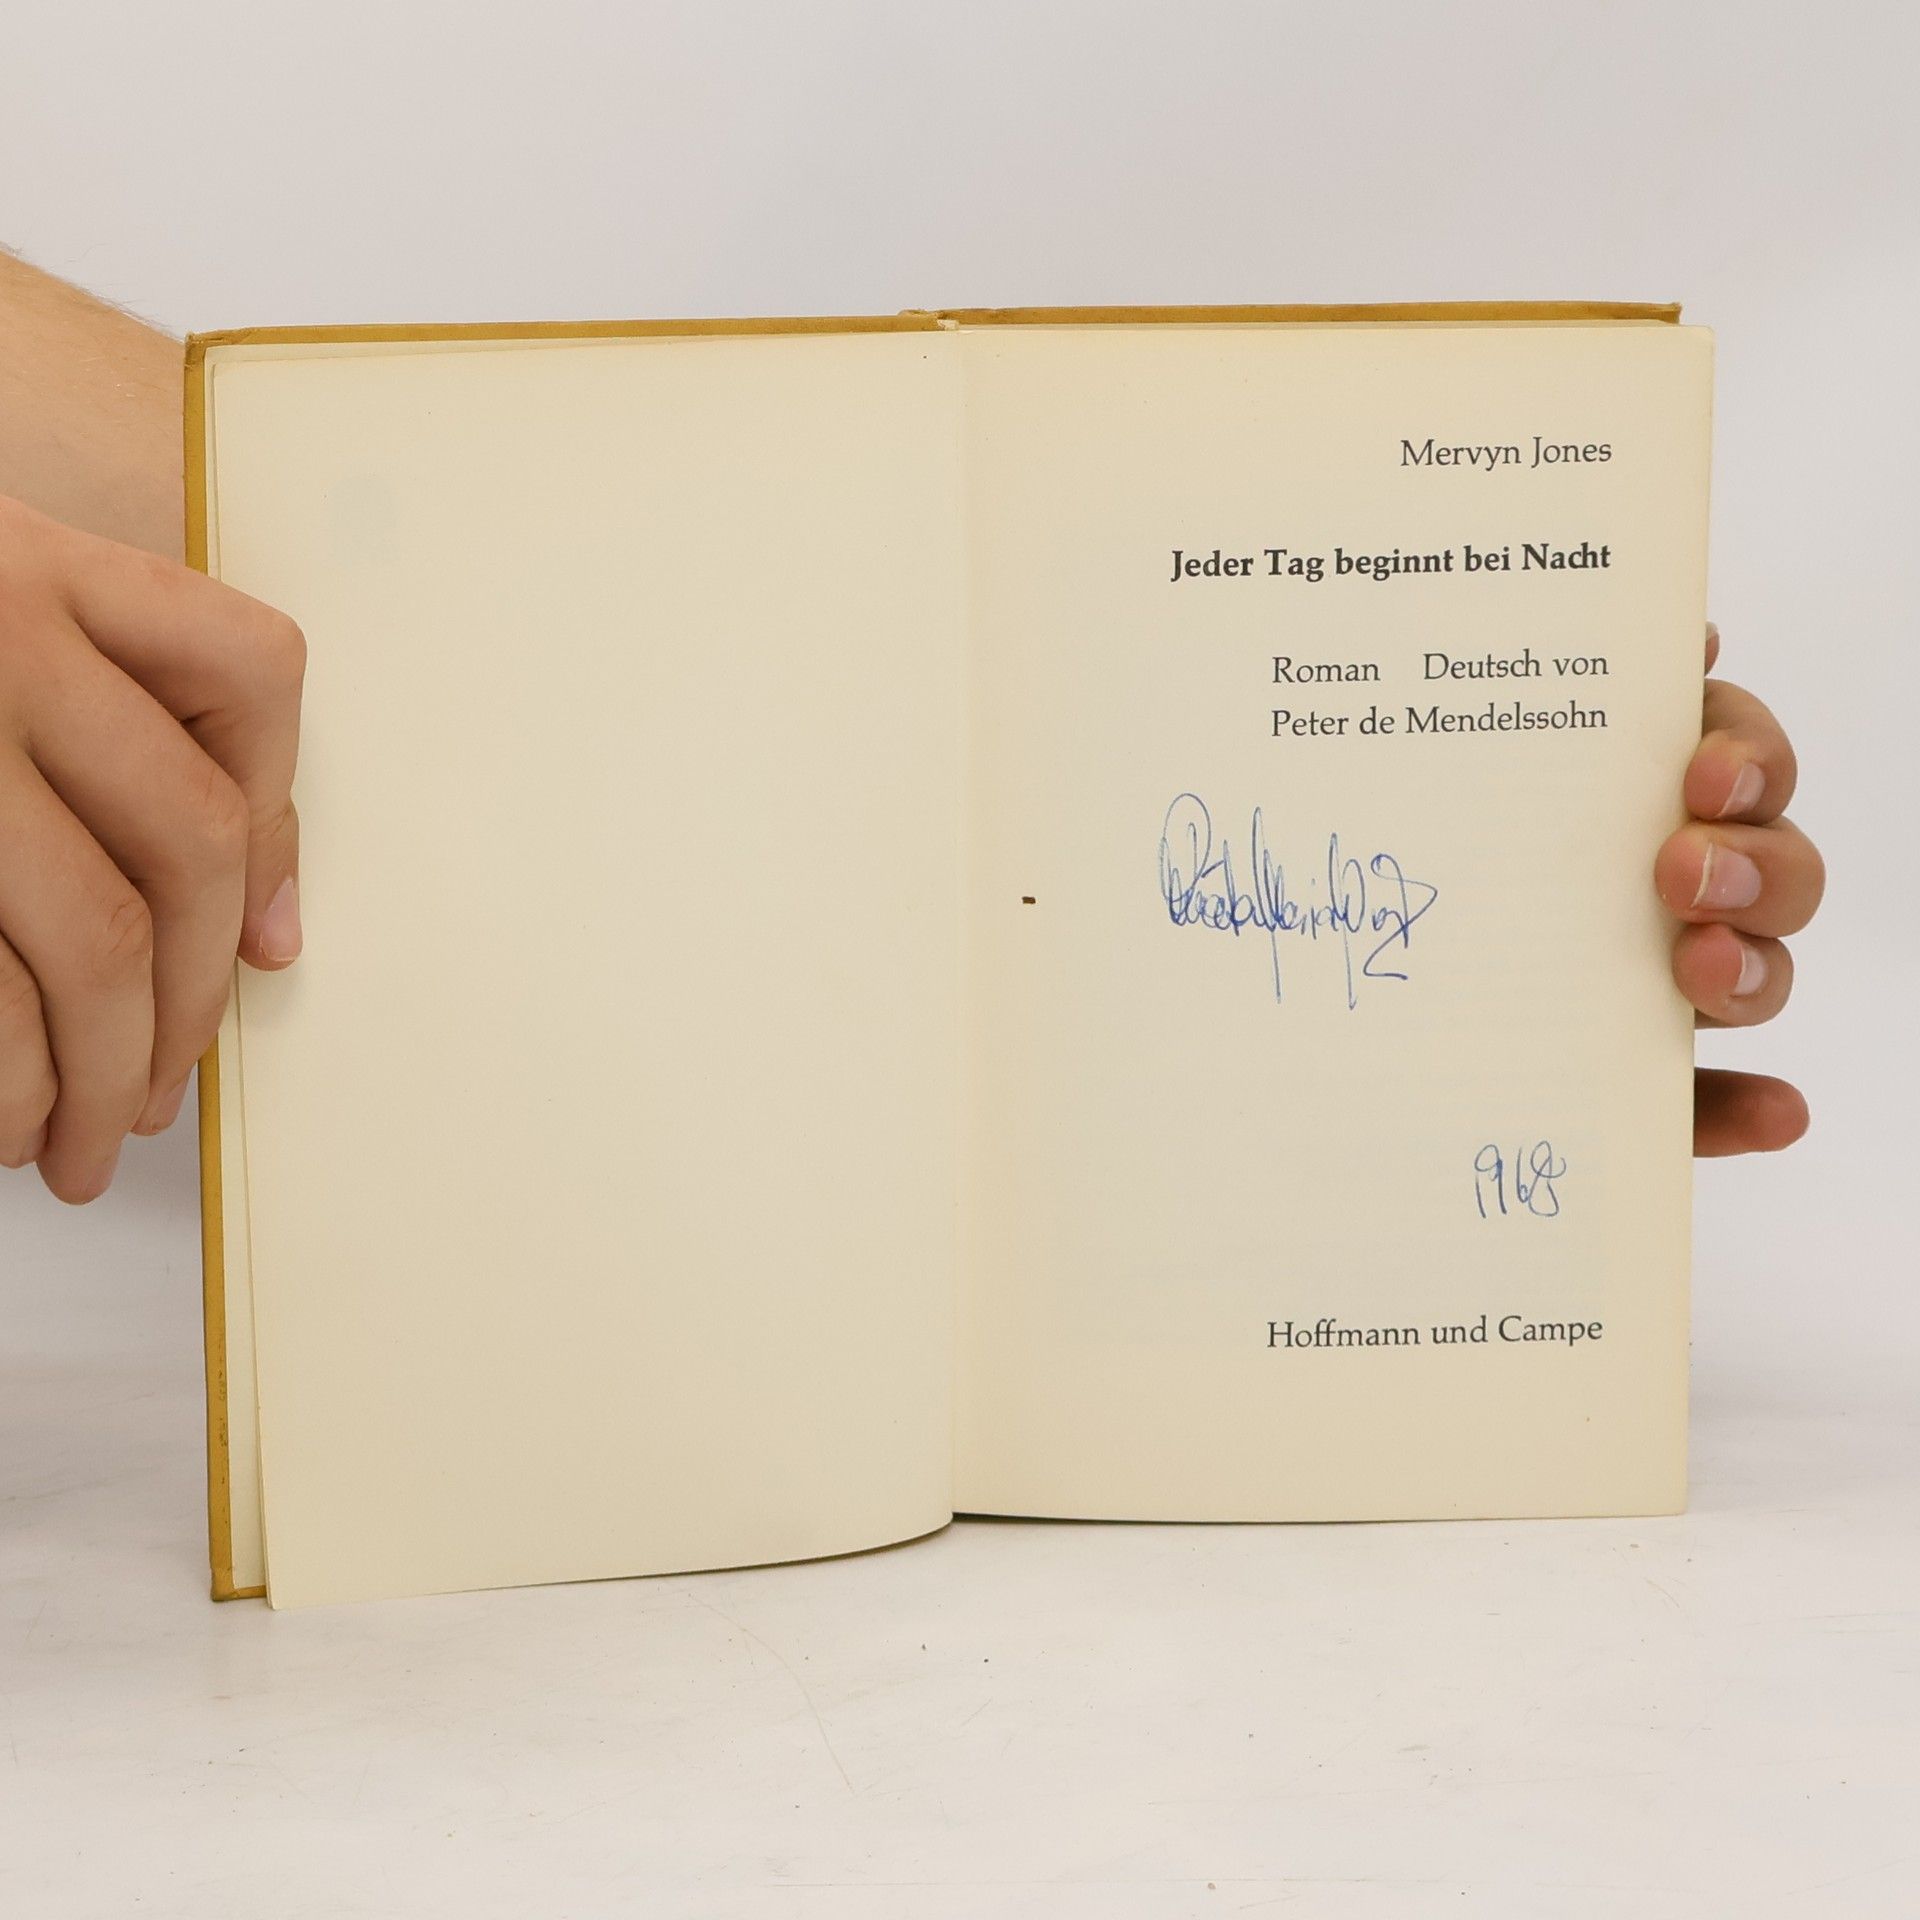 Mervyn Jones
Jeder Tag beginnt bei Nacht
Roman Deutsch von
Peter de Mendelssohn
1968
Hoffmann und Campe